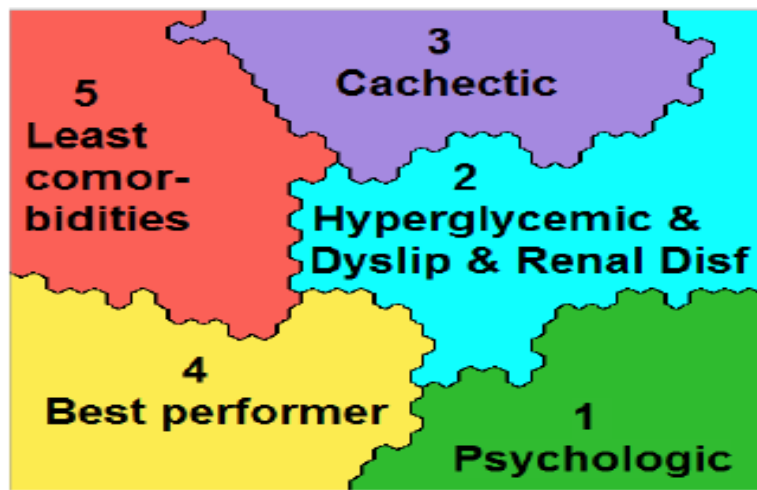 3
Cachectic
5
Least
comor-
bidities
2
Hyperglycemic &
Dyslip & Renal Disf
4
Best performer
1
Psychologic